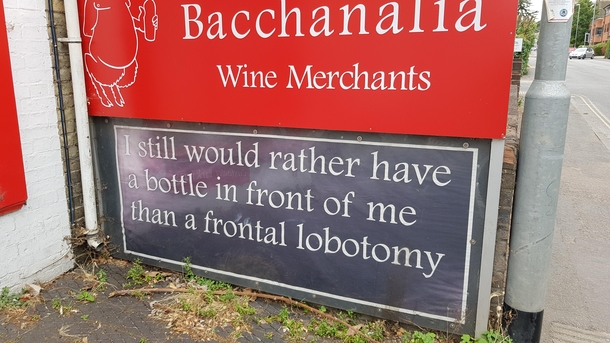 Bacchanalia
Wine Merchants
I still would rather have
a bottle in front of me
than a frontal lobotomy